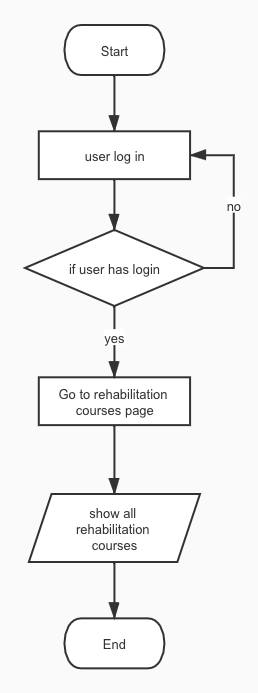 Start
user log in
no
if user has login
yes
Go to rehabilitation
courses page
show all
rehabilitation
courses
End